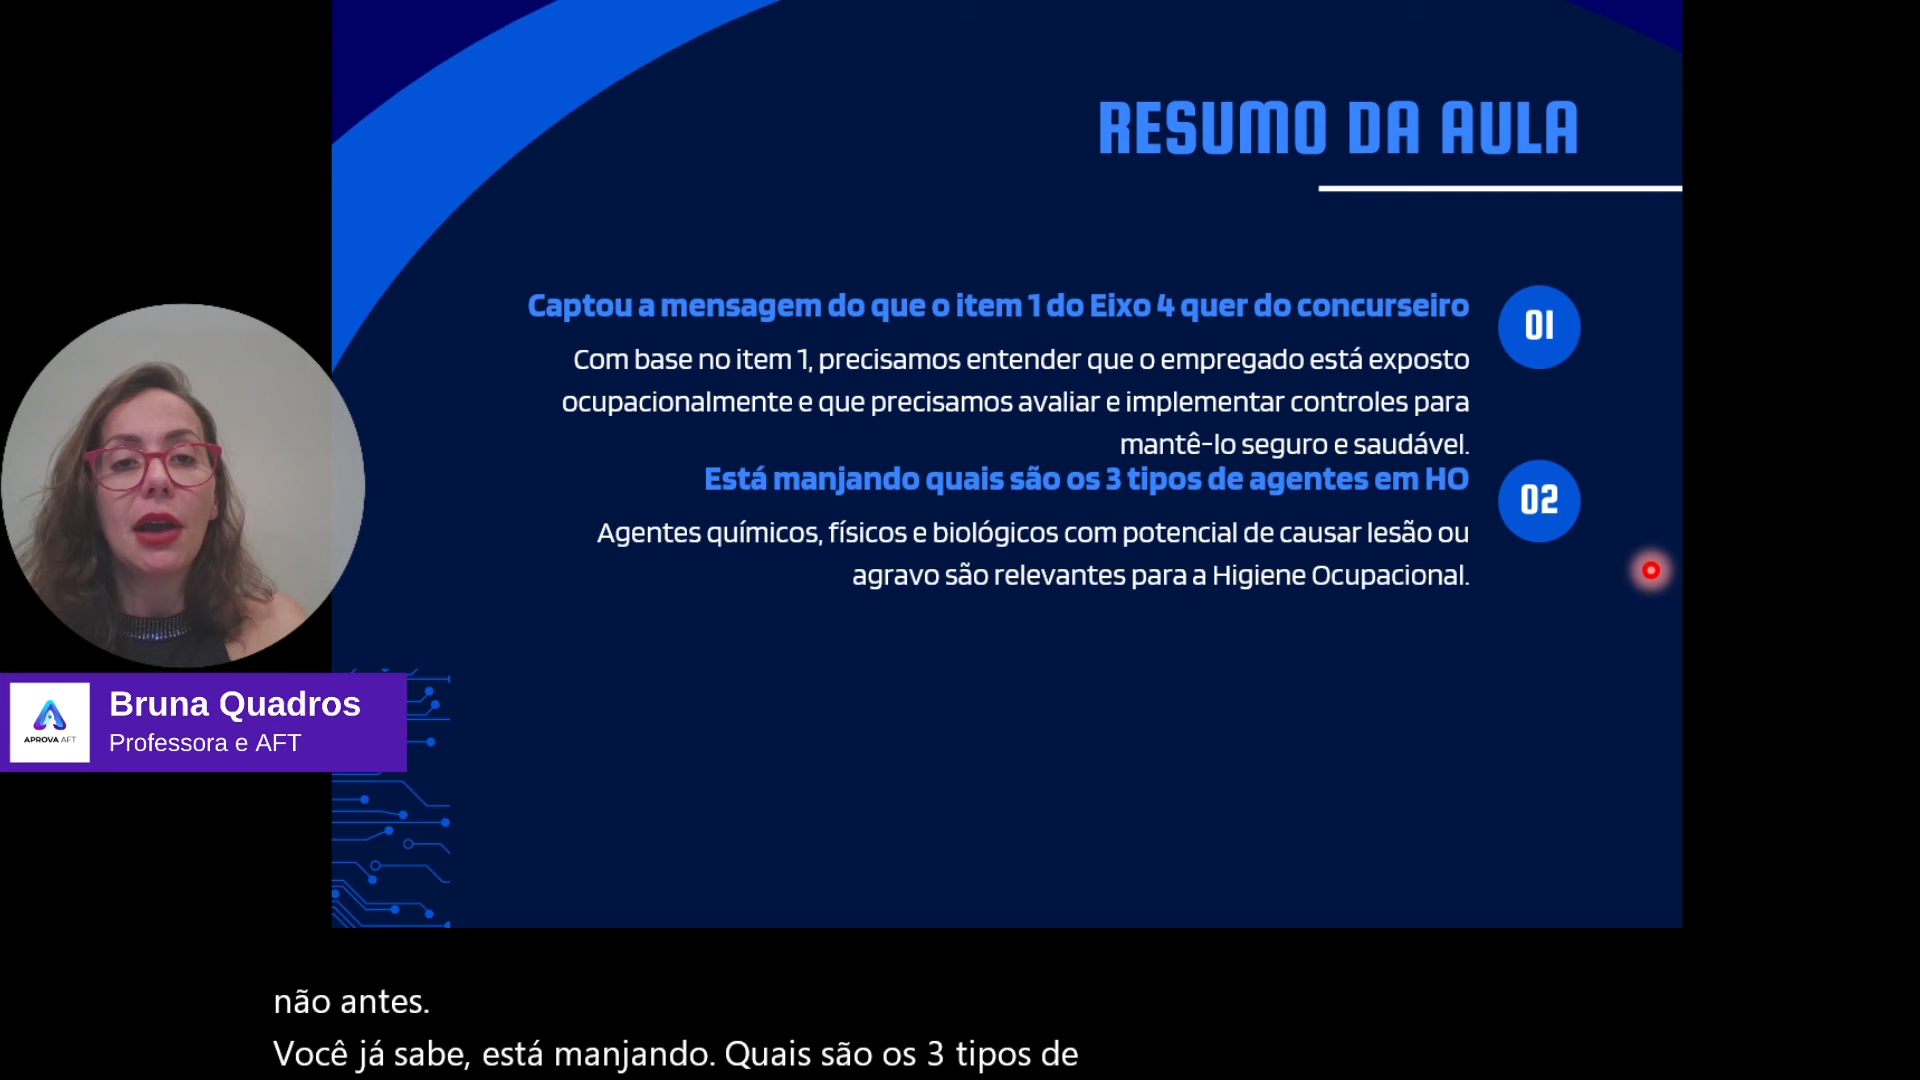 RESUMO DA AULA
Captou a mensagem do que o item 1 do Eixo 4 quer do concurseiro
01
Com base no item 1, precisamos entender que o empregado está exposto
ocupacionalmente e que precisamos avaliar e implementar controles para
mantê-lo seguro e saudável.
Está manjando quais são os 3 tipos de agentes em HO
02
Agentes químicos, físicos e biológicos com potencial de causar lesão ou
agravo são relevantes para a Higiene Ocupacional.
Bruna Quadros
Professora e AFT
APROVA AFT
não antes.
Você já sabe, está manjando. Quais são os 3 tipos de